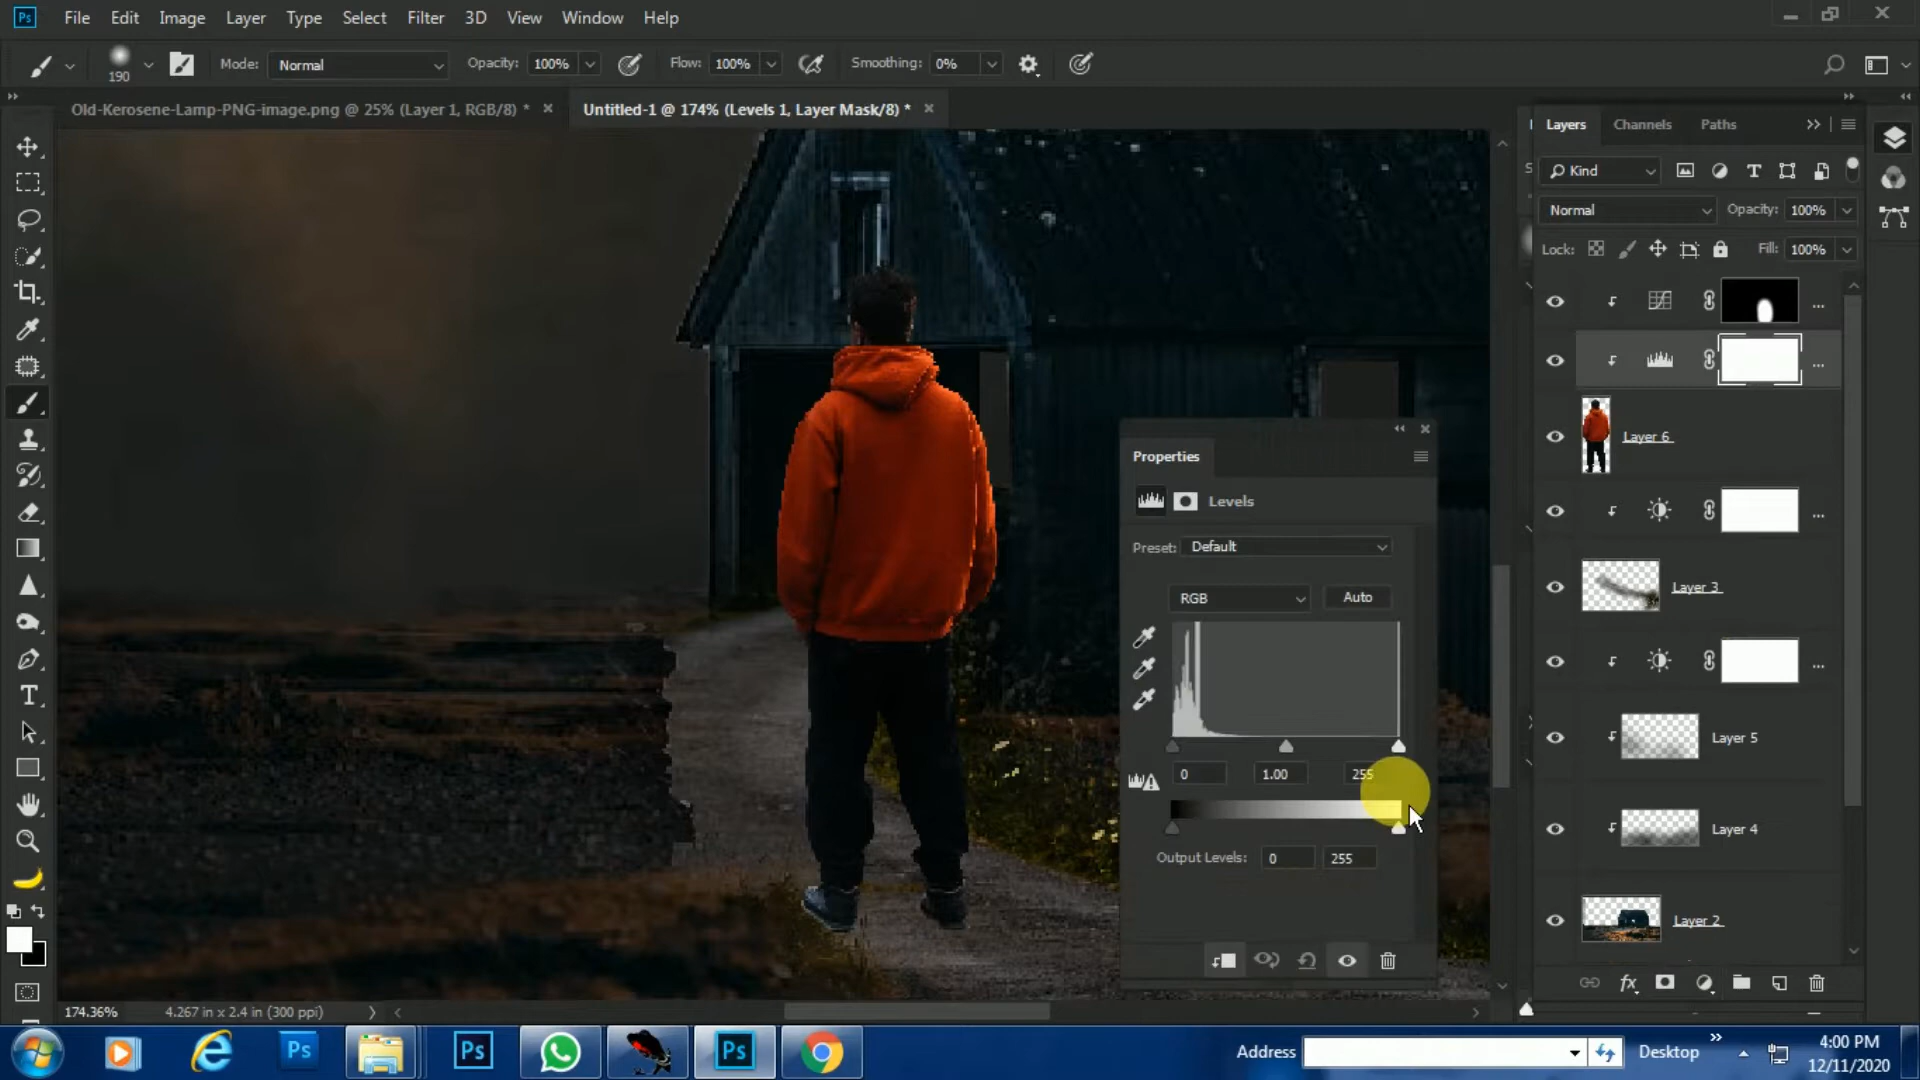 Ps File Edit Image Layer Type Select Filter 3D View Window Help
190 Mode: Normal Opacity: 100% Flow: 100% Smoothing: 0%
Old-Kerosene-Lamp-PNG-image.png @ 25% (Layer 1, RGB/8) * Untitled-1 @ 174% (Levels 1, Layer Mask/8) *
Layers Channels Paths
Kind
Normal Opacity: 100%
Lock: Fill: 100%
Layer 6
Properties
Levels
Preset: Default
RGB Auto
Layer 3
Layer 5
0 1.00 255
Layer 4
Output Levels: 0 255
Layer 2
174.36% 4.267 in x 2.4 in (300 ppi)
Ps Ps Ps
Address Desktop
4:00 PM
12/11/2020